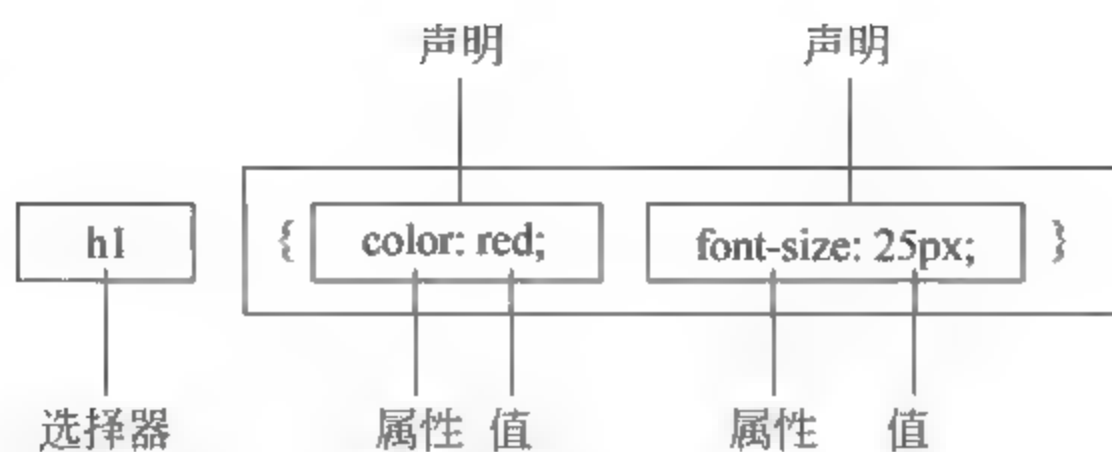 声明 声明
h1 { color: red; font-size: 25px; }
选择器 属性 值 属性 值